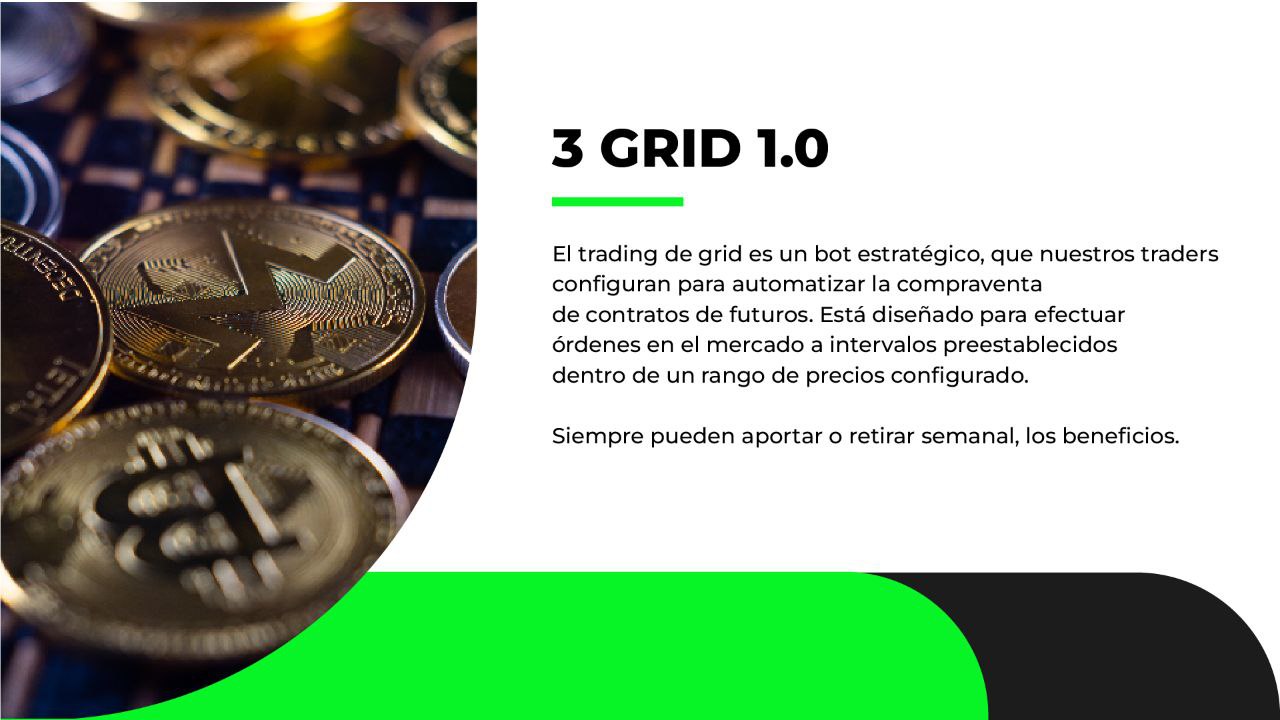 3 GRID 1.0
El trading de grid es un bot estratégico, que nuestros traders
configuran para automatizar la compraventa
de contratos de futuros. Está diseñado para efectuar
órdenes en el mercado a intervalos preestablecidos
dentro de un rango de precios configurado.
Siempre pueden aportar o retirar semanal, los beneficios.